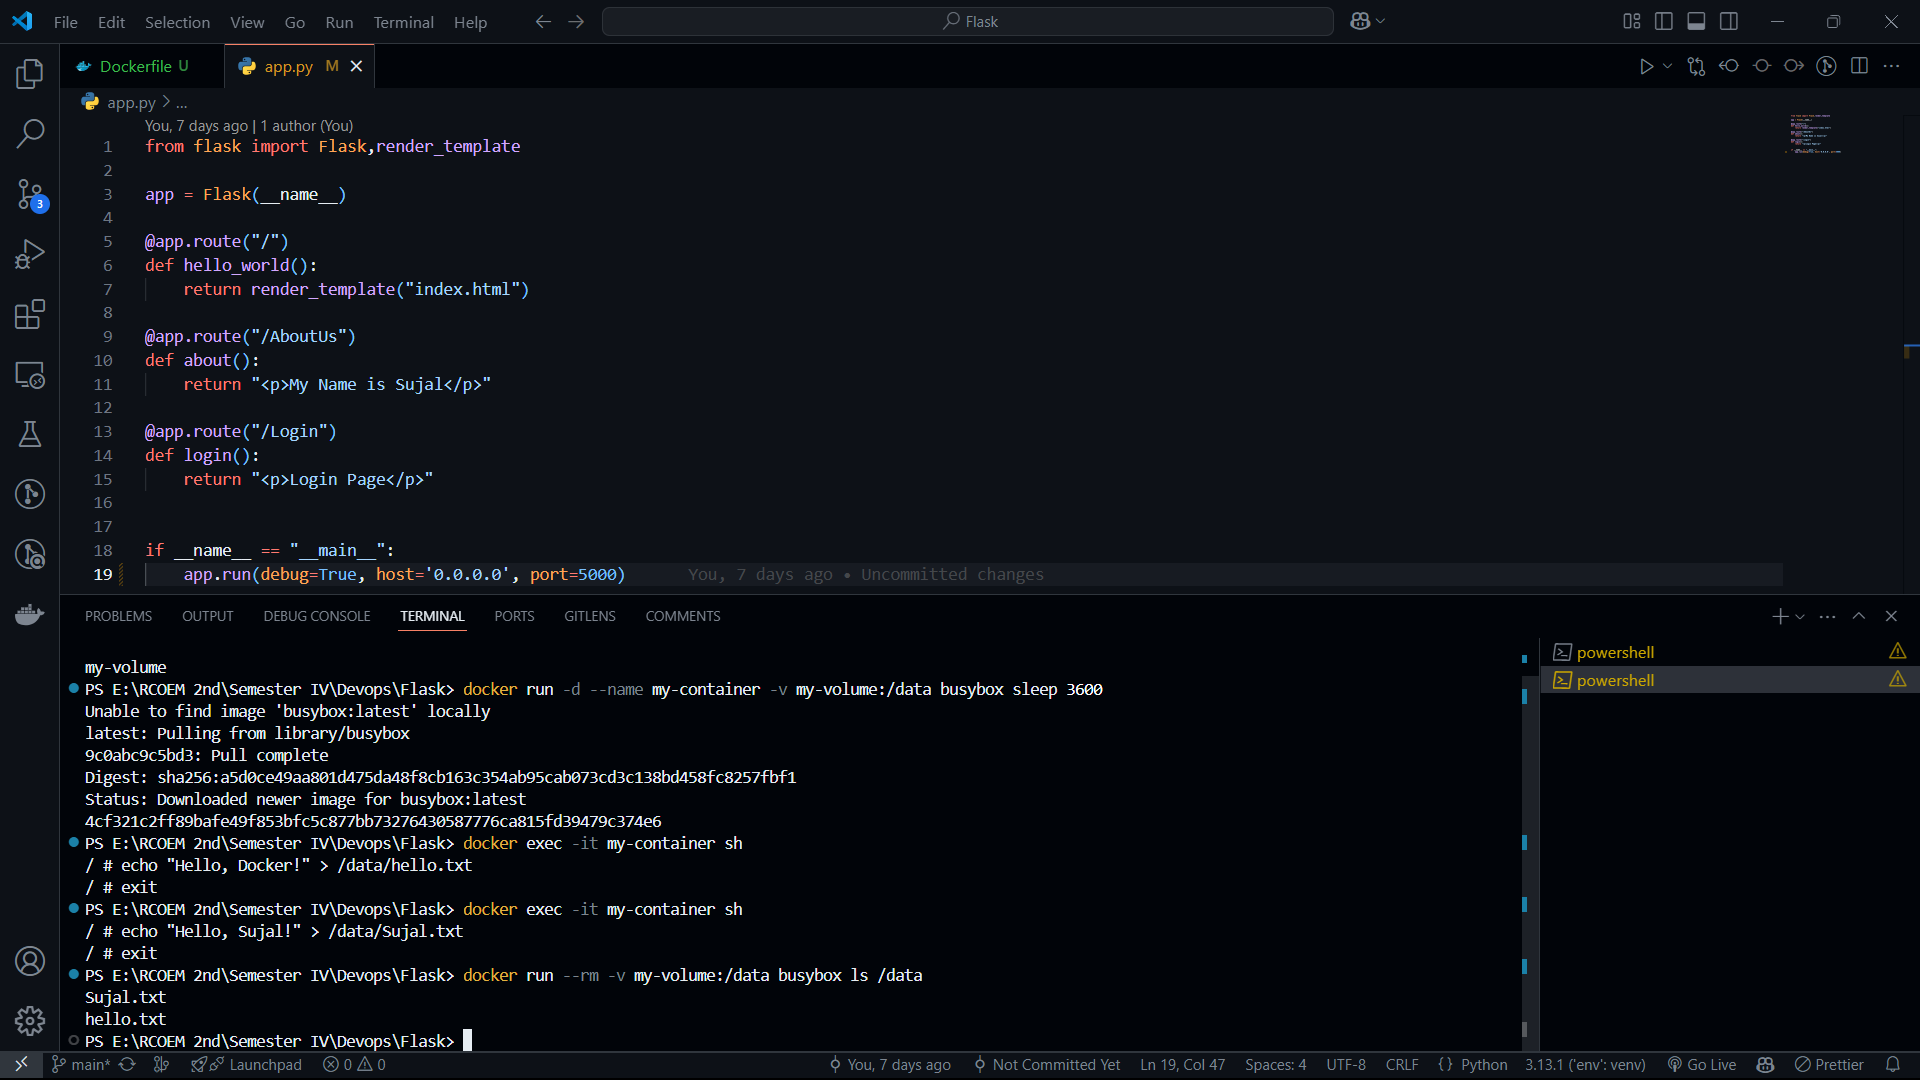 File Edit Selection View Go Run Terminal Help Flask
Dockerfile U app.py M
app.py > ...
You, 7 days ago | 1 author (You)
1 from flask import Flask,render_template
2
3 app = Flask(__name__)
4
5 @app.route("/")
6 def hello_world():
7 return render_template("index.html")
8
9 @app.route("/AboutUs")
10 def about():
11 return "<p>My Name is Sujal</p>"
12
13 @app.route("/Login")
14 def login():
15 return "<p>Login Page</p>"
16
17
18 if __name__ == "__main__":
19 app.run(debug=True, host='0.0.0.0', port=5000) You, 7 days ago • Uncommitted changes
3
PROBLEMS OUTPUT DEBUG CONSOLE TERMINAL PORTS GITLENS COMMENTS
my-volume
PS E:\RCOEM 2nd\Semester IV\Devops\Flask> docker run -d --name my-container -v my-volume:/data busybox sleep 3600
Unable to find image 'busybox:latest' locally
latest: Pulling from library/busybox
9c0abc9c5bd3: Pull complete
Digest: sha256:a5d0ce49aa801d475da48f8cb163c354ab95cab073cd3c138bd458fc8257fbf1
Status: Downloaded newer image for busybox:latest
4cf321c2ff89bafe49f853bfc5c877bb73276430587776ca815fd39479c374e6
PS E:\RCOEM 2nd\Semester IV\Devops\Flask> docker exec -it my-container sh
/ # echo "Hello, Docker!" > /data/hello.txt
/ # exit
PS E:\RCOEM 2nd\Semester IV\Devops\Flask> docker exec -it my-container sh
/ # echo "Hello, Sujal!" > /data/Sujal.txt
/ # exit
PS E:\RCOEM 2nd\Semester IV\Devops\Flask> docker run --rm -v my-volume:/data busybox ls /data
Sujal.txt
hello.txt
PS E:\RCOEM 2nd\Semester IV\Devops\Flask>
powershell
powershell
main* Launchpad 0 0 You, 7 days ago Not Committed Yet Ln 19, Col 47 Spaces: 4 UTF-8 CRLF {} Python 3.13.1 ('env': venv) Go Live Prettier